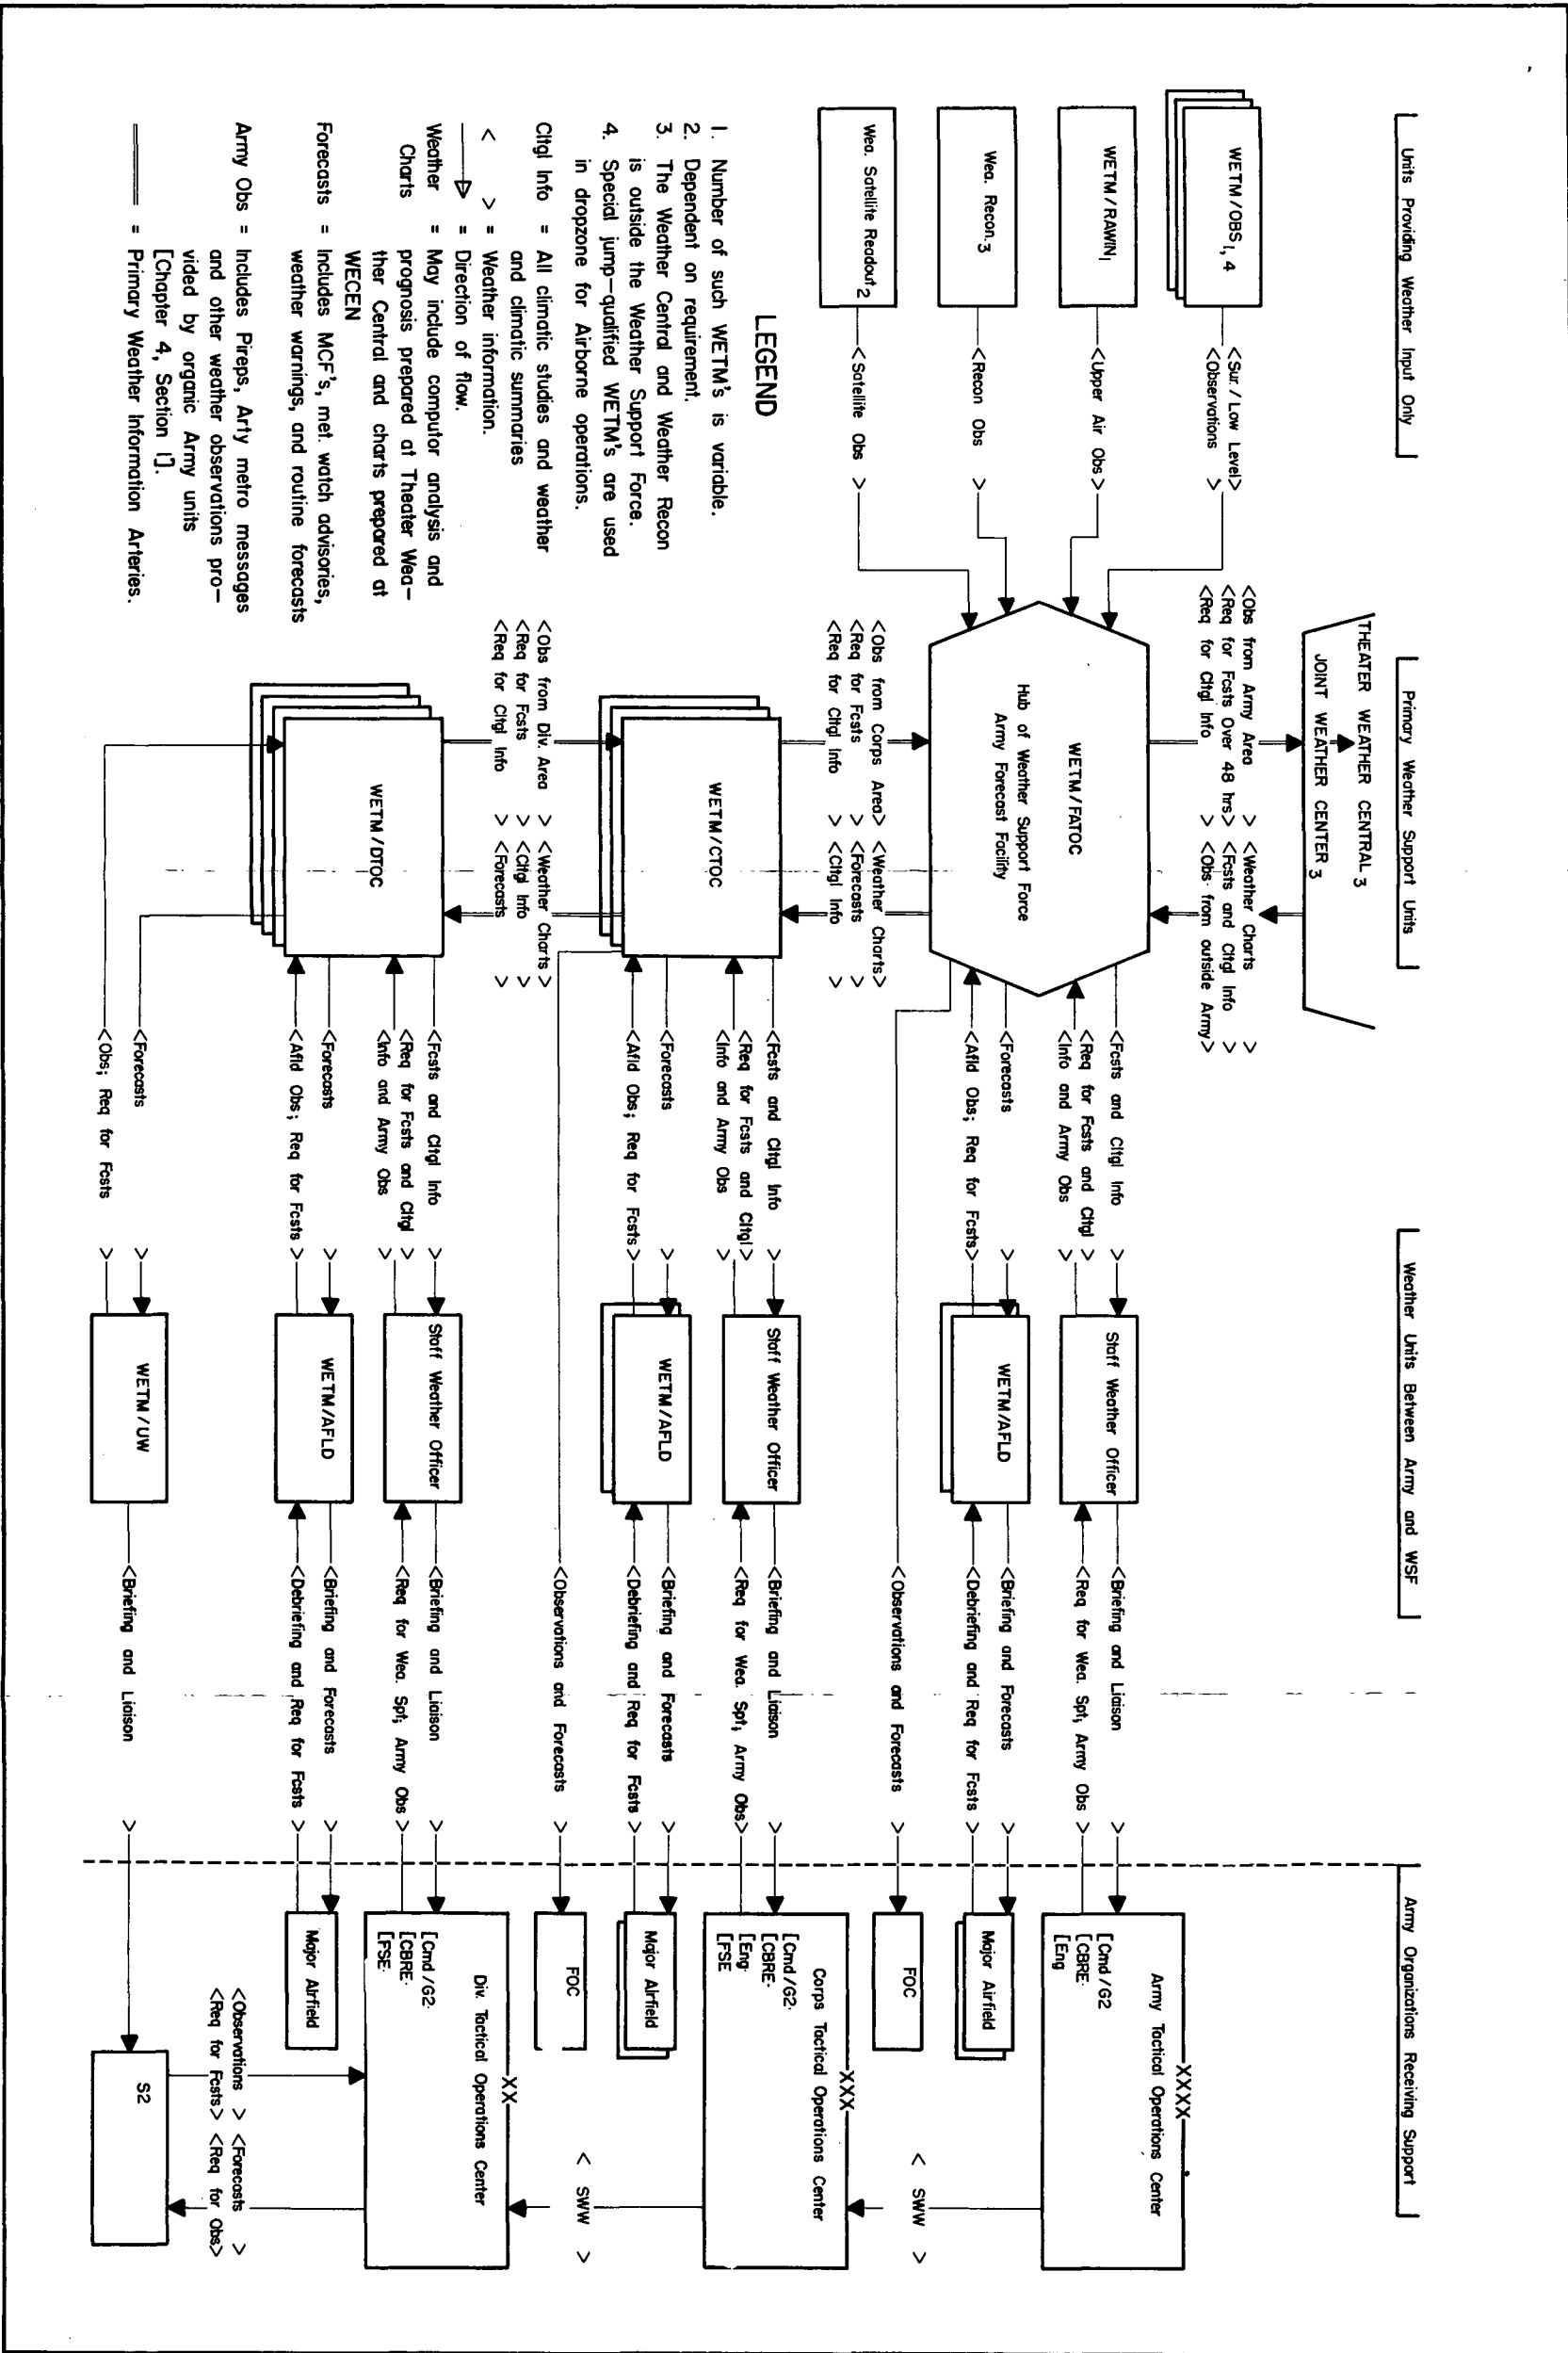 Units Providing Weather Input Only
Primary Weather Support Units
Weather Units Between Army and WSF
Army Organizations Receiving Support
THEATER WEATHER CENTRAL 3
JOINT WEATHER CENTER 3
WETM/OBS 1, 4
<Sur./Low Level>
<Observations >
WETM/RAWIN 1
<Upper Air Obs>
Wea. Recon. 3
<Recon Obs >
Wea. Satellite Readout 2
<Satellite Obs >
<Obs from Army Area >
<Req for Fcsts Over 48 hrs>
<Req for Cltgl Info >
<Weather Charts >
<Fcsts and Cltgl Info >
<Obs from outside Army>
WETM/FATOC
Hub of Weather Support Force
Army Forecast Facility
<Fcsts and Cltgl Info >
<Req for Fcsts and Cltgl
<Info and Army Obs >
<Forecasts >
<Afld Obs; Req for Fcsts>
Staff Weather Officer
WETM/AFLD
<Briefing and Liaison >
<Req for Wea. Spt; Army Obs >
<Briefing and Forecasts >
<Debriefing and Req for Fcsts >
<Observations and Forecasts >
XXXX
Army Tactical Operations Center
[Cmd/G2
[CBRE·
[Eng
Major Airfield
FOC
< SWW >
<Obs from Corps Area>
<Req for Fcsts >
<Req for Cltgl Info >
<Weather Charts>
<Forecasts >
<Cltgl Info >
WETM/CTOC
<Fcsts and Cltgl Info >
<Req for Fcsts and Cltgl>
<Info and Army Obs >
<Forecasts >
<Afld Obs; Req for Fcsts>
Staff Weather Officer
WETM/AFLD
<Briefing and Liaison >
<Req for Wea. Spt; Army Obs>
<Briefing and Forecasts >
<Debriefing and Req for Fcsts >
<Observations and Forecasts >
XXX
Corps Tactical Operations Center
[Cmd/G2·
[CBRE·
[Eng·
[FSE
Major Airfield
FOC
< SWW >
<Obs from Div. Area >
<Req for Fcsts >
<Req for Cltgl Info >
<Weather Charts >
<Cltgl Info >
<Forecasts >
WETM/DTOC
<Fcsts and Cltgl Info >
<Req for Fcsts and Cltgl >
<Info and Army Obs >
<Forecasts >
<Afld Obs; Req for Fcsts >
Staff Weather Officer
WETM/AFLD
<Briefing and Liaison >
<Req for Wea. Spt; Army Obs >
<Briefing and Forecasts >
<Debriefing and Req for Fcsts >
XX
Div. Tactical Operations Center
[Cmd/G2·
[CBRE·
[FSE·
Major Airfield
<Forecasts >
<Obs; Req for Fcsts >
WETM/UW
<Briefing and Liaison >
<Observations >
<Req for Fcsts>
<Forecasts >
<Req for Obs>
S2
LEGEND
1. Number of such WETM's is variable.
2. Dependent on requirement.
3. The Weather Central and Weather Recon
is outside the Weather Support Force.
4. Special jump-qualified WETM's are used
in dropzone for Airborne operations.
Cltgl Info = All climatic studies and weather
and climatic summaries
< > = Weather information.
= Direction of flow.
Weather = May include computor analysis and
Charts prognosis prepared at Theater Wea-
ther Central and charts prepared at
WECEN
Forecasts = Includes MCF's, met. watch advisories,
weather warnings, and routine forecasts
Army Obs = Includes Pireps, Arty metro messages
and other weather observations pro-
vided by organic Army units
[Chapter 4, Section I].
= Primary Weather Information Arteries.